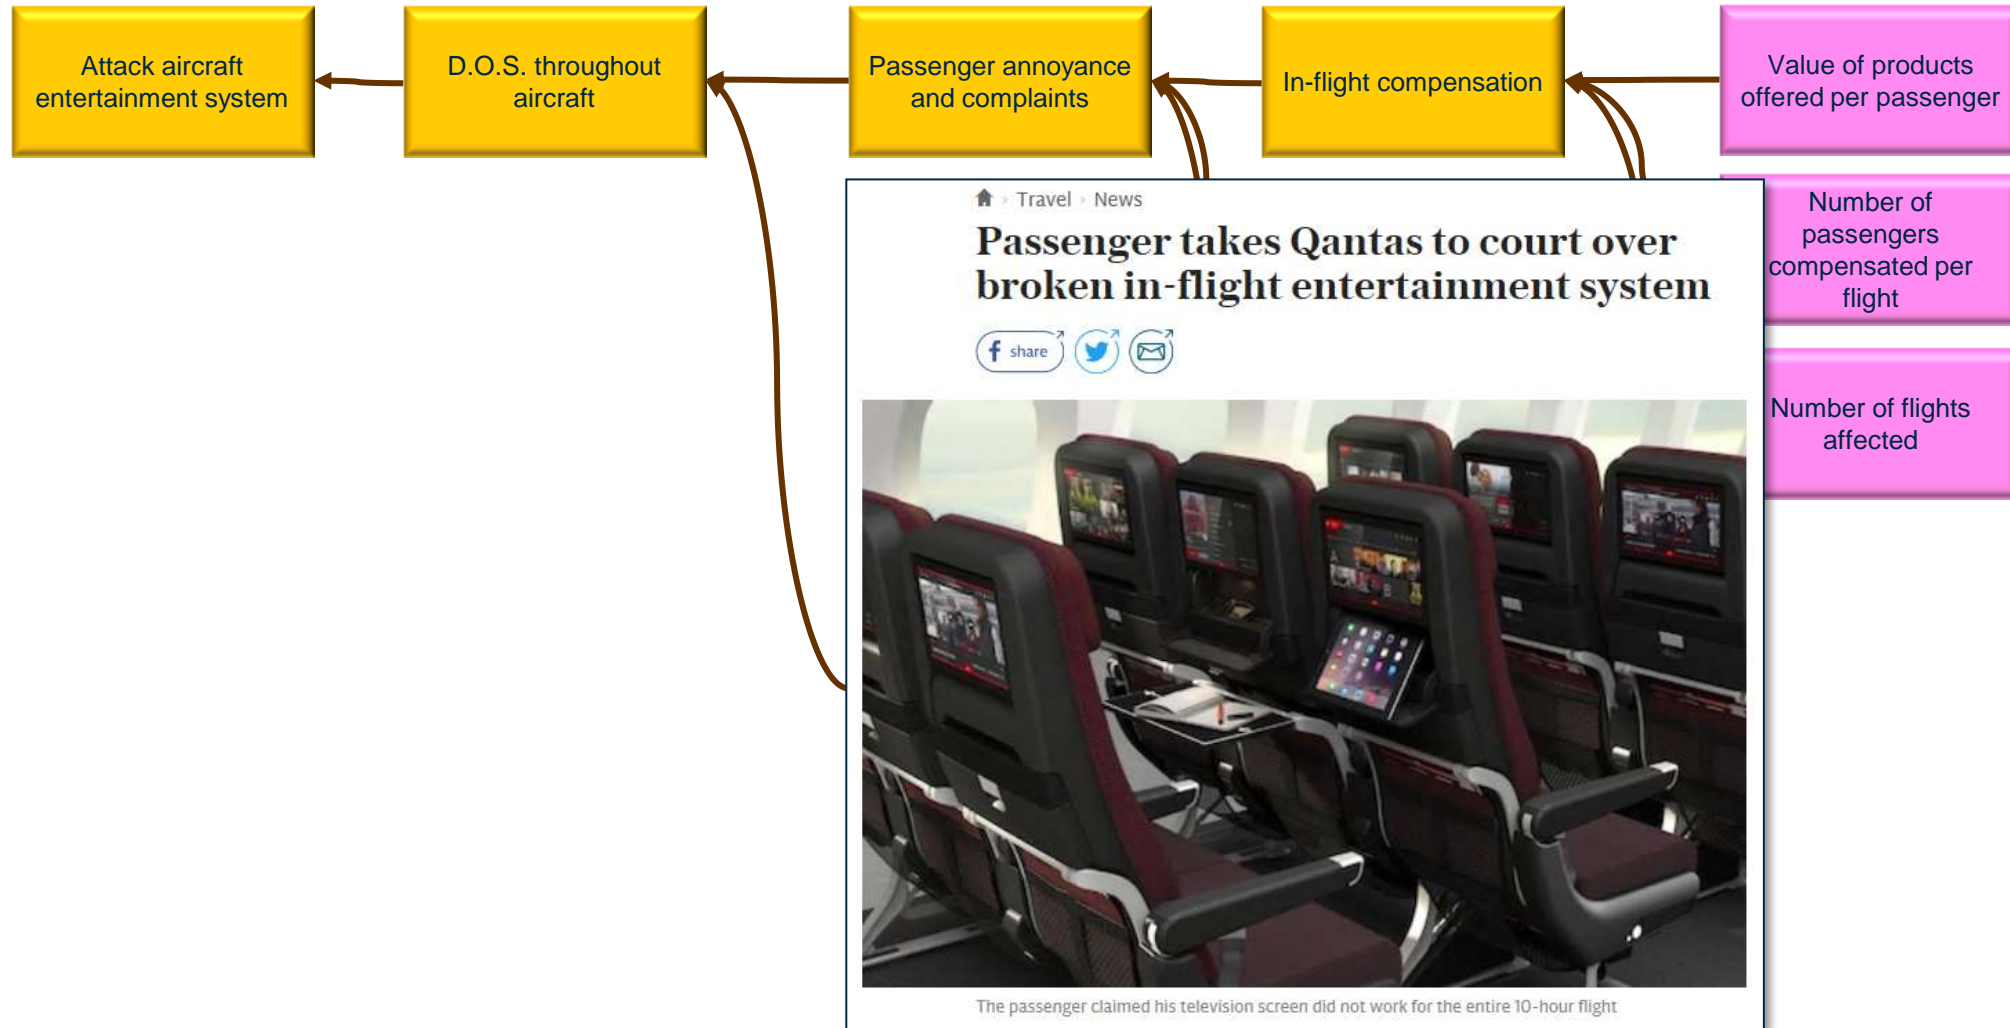 Attack aircraft
entertainment system
D.O.S. throughout
aircraft
Passenger annoyance
and complaints
In-flight compensation
Value of products
offered per passenger
Number of
passengers
compensated per
flight
Number of flights
affected
Travel › News
Passenger takes Qantas to court over
broken in-flight entertainment system
f share
The passenger claimed his television screen did not work for the entire 10-hour flight